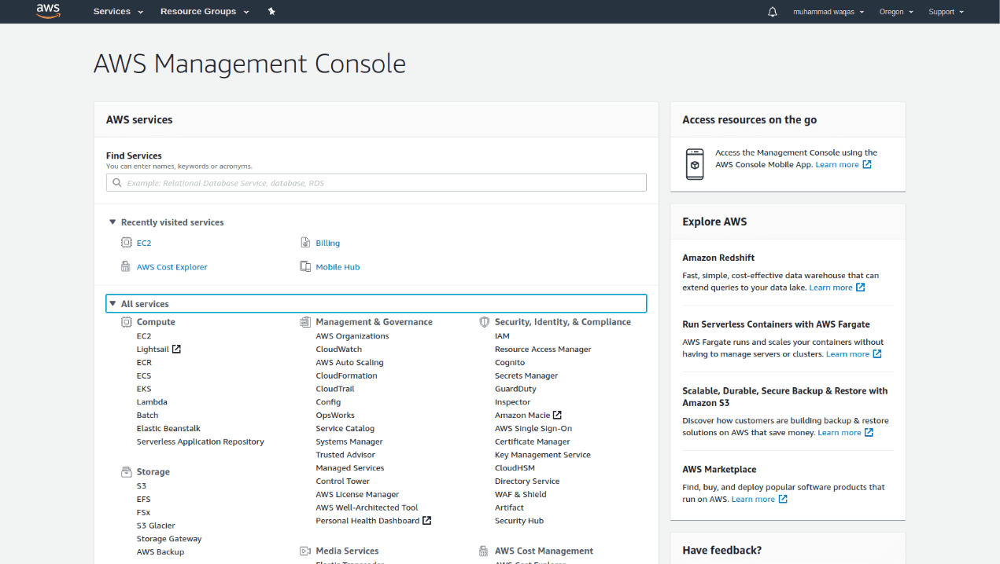 aws Services Resource Groups muhammad waqas Oregon Support
AWS Management Console
AWS services
Find Services
You can enter names, keywords or acronyms.
Example: Relational Database Service, database, RDS
Recently visited services
EC2
Billing
AWS Cost Explorer
Mobile Hub
All services
Compute
EC2
Lightsail
ECR
ECS
EKS
Lambda
Batch
Elastic Beanstalk
Serverless Application Repository
Storage
S3
EFS
FSx
S3 Glacier
Storage Gateway
AWS Backup
Management & Governance
AWS Organizations
CloudWatch
AWS Auto Scaling
CloudFormation
CloudTrail
Config
OpsWorks
Service Catalog
Systems Manager
Trusted Advisor
Managed Services
Control Tower
AWS License Manager
AWS Well-Architected Tool
Personal Health Dashboard
Media Services
Elastic Transcoder
Security, Identity, & Compliance
IAM
Resource Access Manager
Cognito
Secrets Manager
GuardDuty
Inspector
Amazon Macie
AWS Single Sign-On
Certificate Manager
Key Management Service
CloudHSM
Directory Service
WAF & Shield
Artifact
Security Hub
AWS Cost Management
AWS Cost Explorer
Access resources on the go
Access the Management Console using the
AWS Console Mobile App. Learn more
Explore AWS
Amazon Redshift
Fast, simple, cost-effective data warehouse that can
extend queries to your data lake. Learn more
Run Serverless Containers with AWS Fargate
AWS Fargate runs and scales your containers without
having to manage servers or clusters. Learn more
Scalable, Durable, Secure Backup & Restore with
Amazon S3
Discover how customers are building backup & restore
solutions on AWS that save money. Learn more
AWS Marketplace
Find, buy, and deploy popular software products that
run on AWS. Learn more
Have feedback?